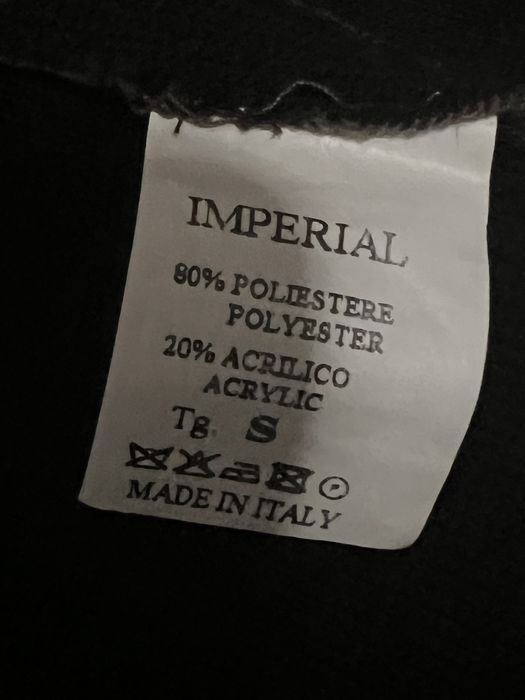 IMPERIAL
80% POLIESTERE
POLYESTER
20% ACRILICO
ACRYLIC
Tg. S
P
MADE IN ITALY